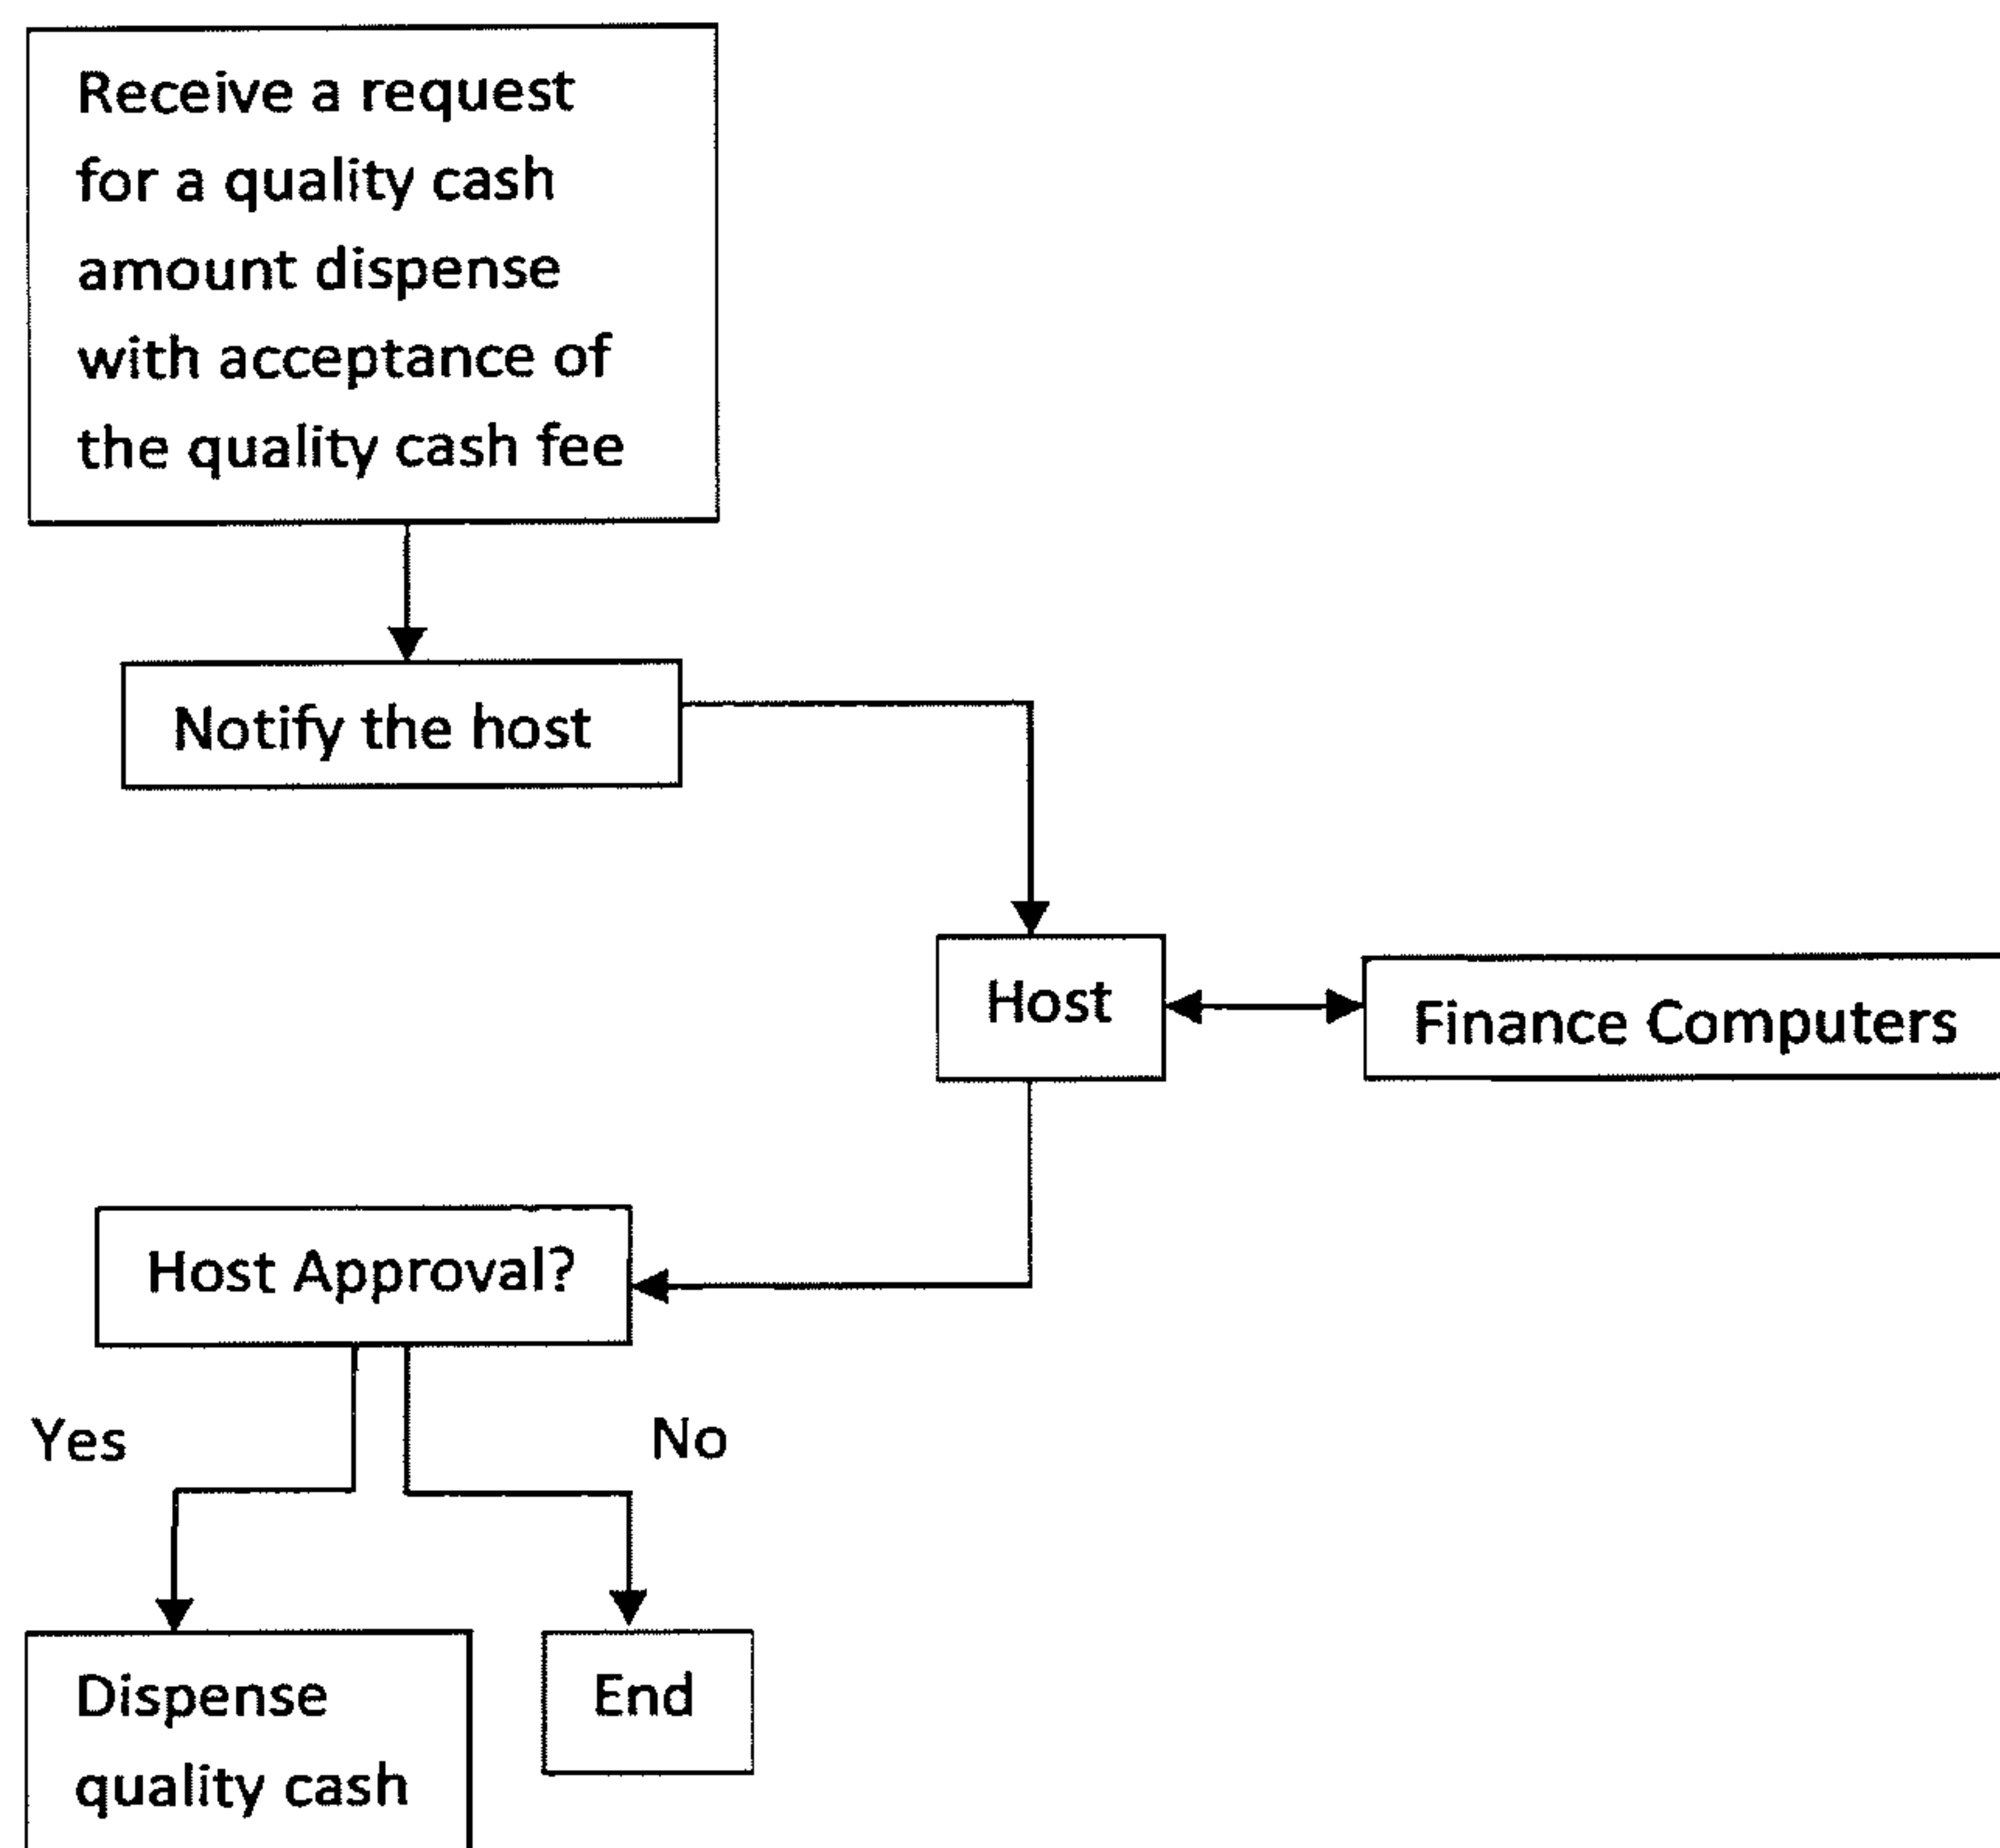 Receive a request
for a quality cash
amount dispense
with acceptance of
the quality cash fee
Notify the host
Host
Finance Computers
Host Approval?
Yes
No
Dispense
quality cash
End